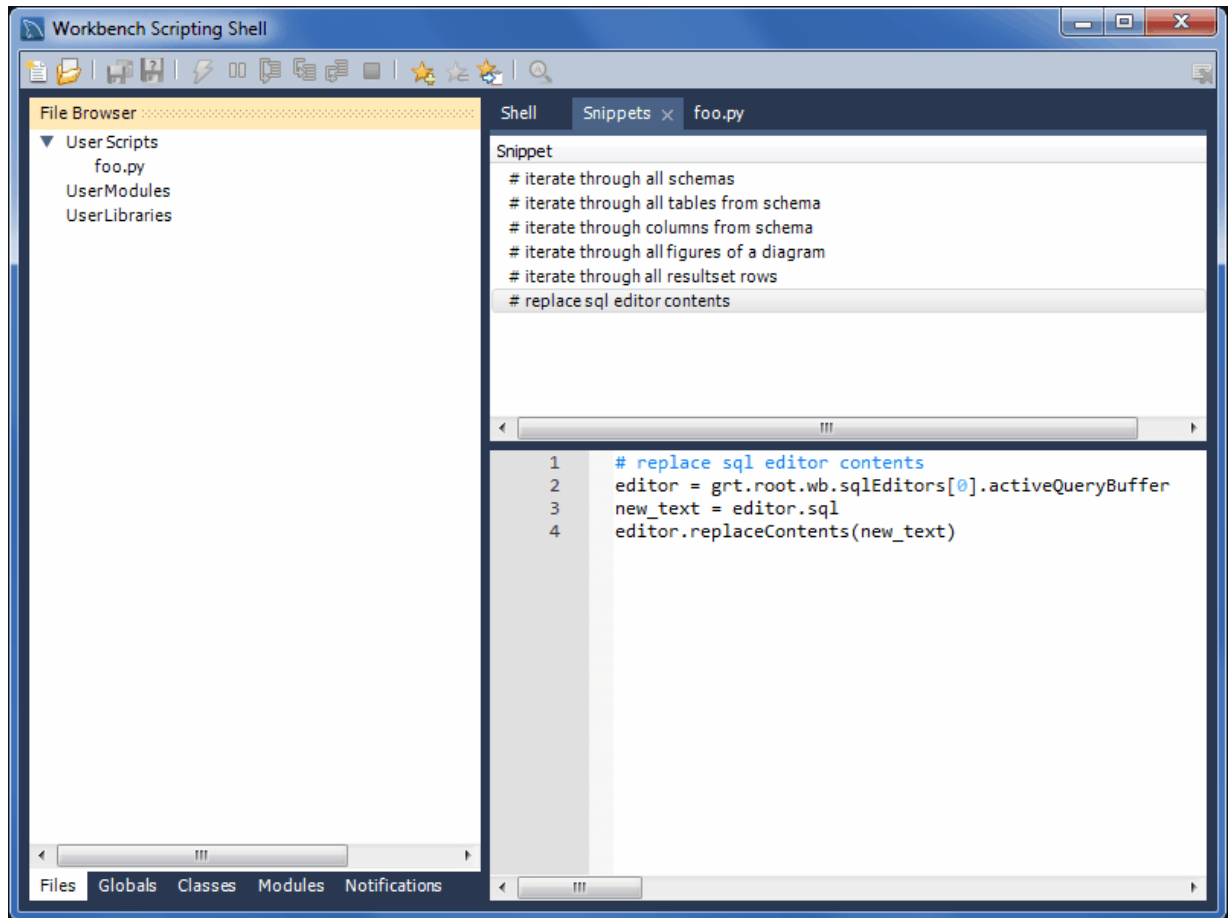 Workbench Scripting Shell
File Browser
User Scripts
foo.py
UserModules
UserLibraries
Files Globals Classes Modules Notifications
Shell Snippets foo.py
Snippet
# iterate through all schemas
# iterate through all tables from schema
# iterate through columns from schema
# iterate through all figures of a diagram
# iterate through all resultset rows
# replace sql editor contents
1 # replace sql editor contents
2 editor = grt.root.wb.sqlEditors[0].activeQueryBuffer
3 new_text = editor.sql
4 editor.replaceContents(new_text)